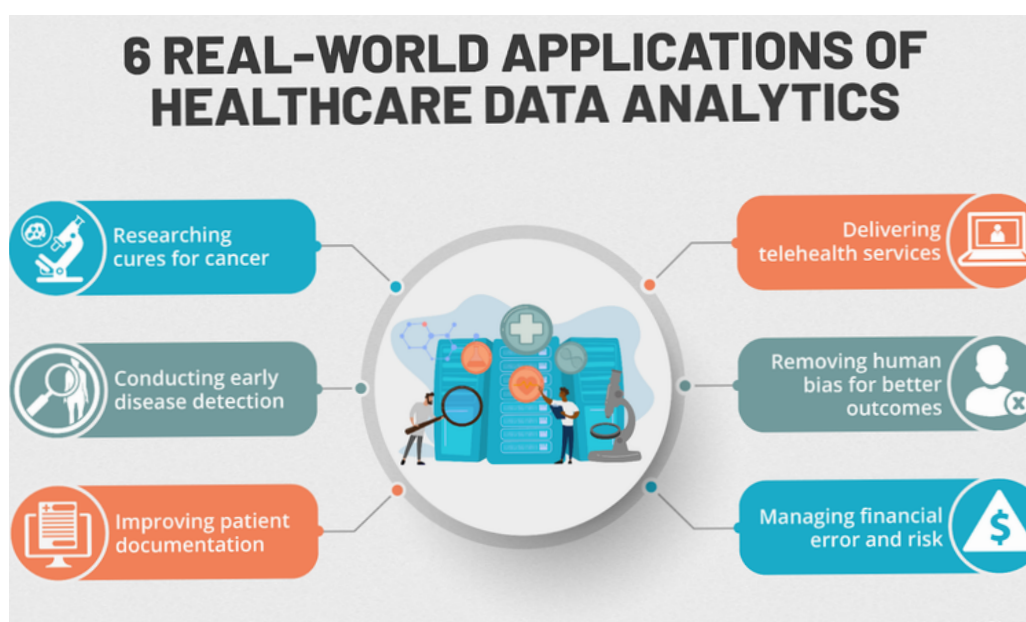 6 REAL-WORLD APPLICATIONS OF
HEALTHCARE DATA ANALYTICS
Researching
cures for cancer
Conducting early
disease detection
Improving patient
documentation
Delivering
telehealth services
Removing human
bias for better
outcomes
Managing financial
error and risk
$